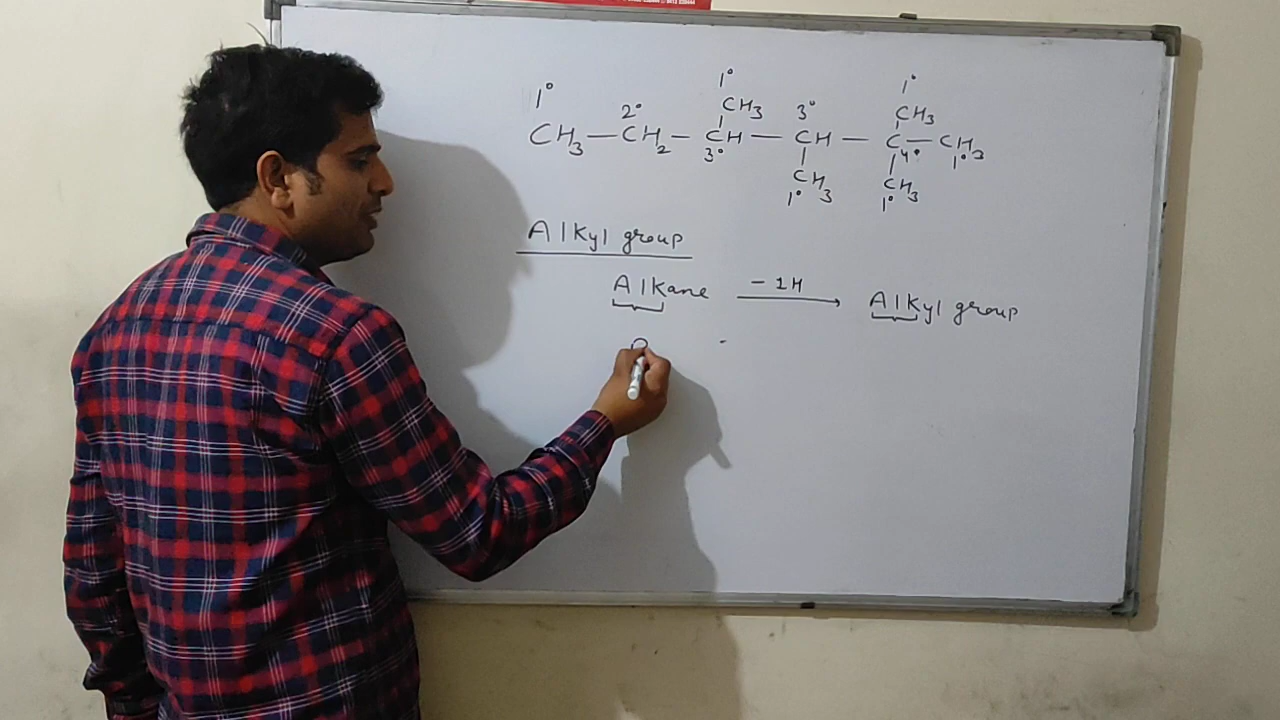 1° 1°
1° 2° CH3 3° CH3
CH3 — CH2 — CH — CH — C — CH3
3° 4° 1°
CH3 CH3
1° 1°
Alkyl group
Alkane - 1H → Alkyl group